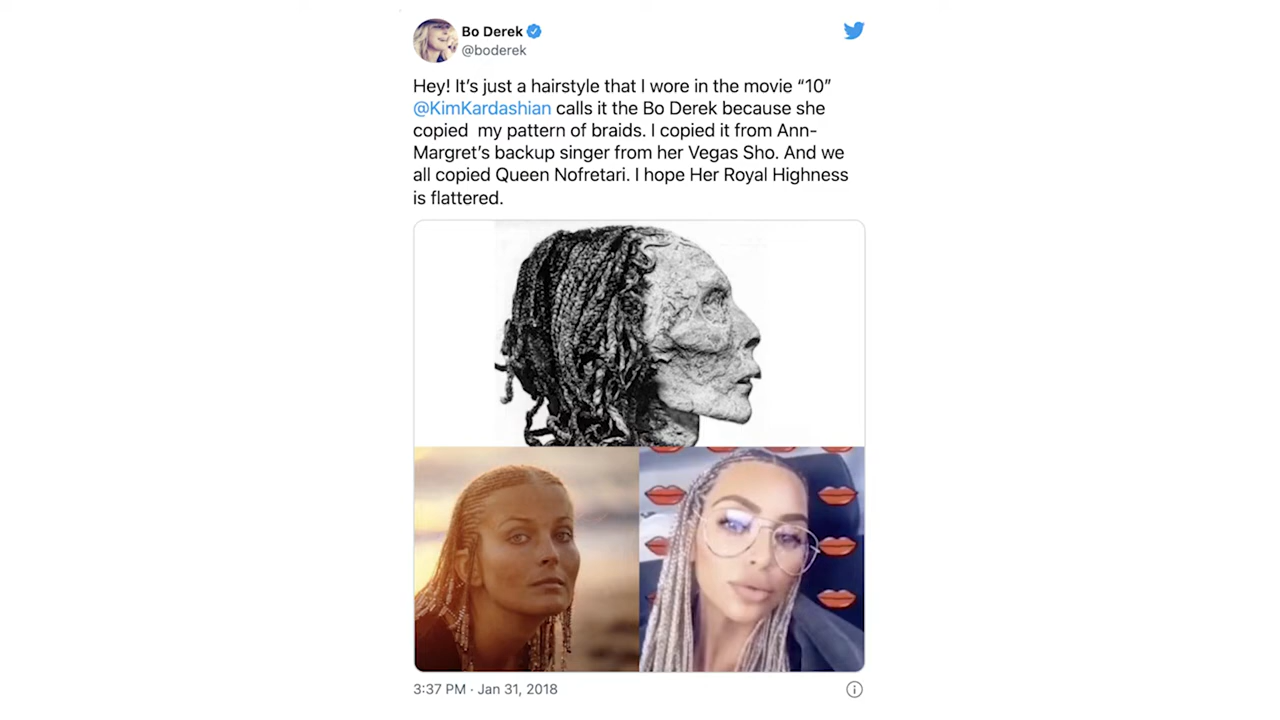 Bo Derek
@boderek
Hey! It’s just a hairstyle that I wore in the movie “10”
@KimKardashian calls it the Bo Derek because she
copied  my pattern of braids. I copied it from Ann-
Margret’s backup singer from her Vegas Sho. And we
all copied Queen Nofretari. I hope Her Royal Highness
is flattered.
3:37 PM · Jan 31, 2018